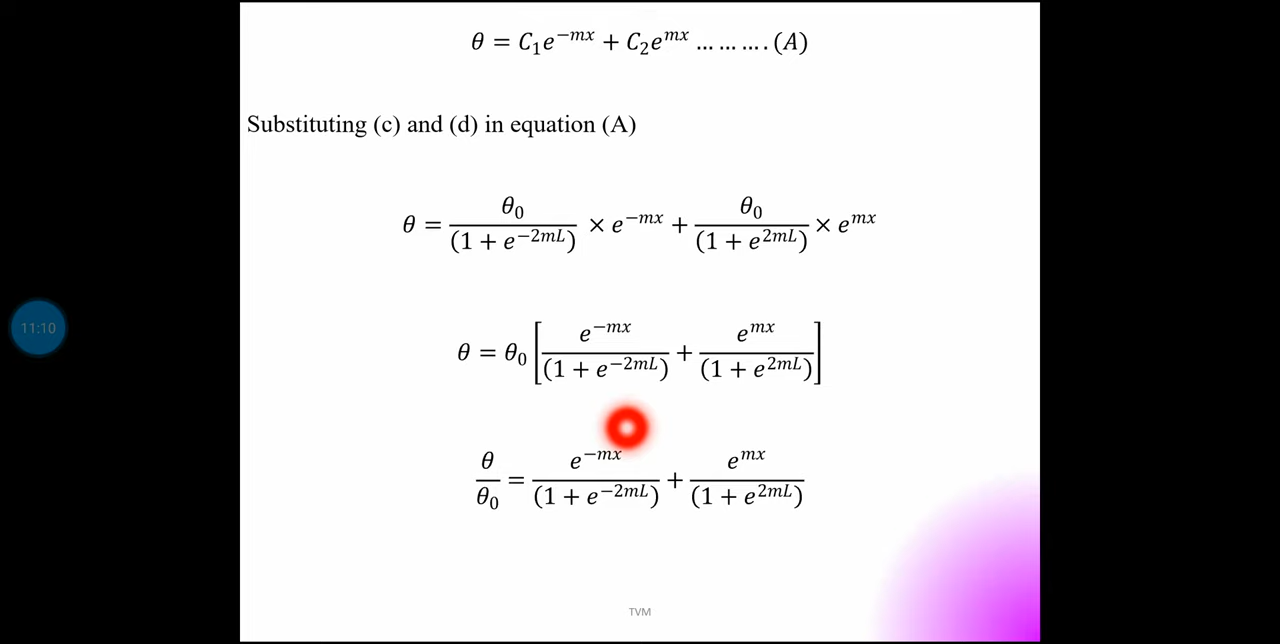 θ = C₁e^{-mx} + C₂e^{mx} ... ... ... . (A)
Substituting (c) and (d) in equation (A)
θ = θ₀/(1 + e^{-2mL}) × e^{-mx} + θ₀/(1 + e^{2mL}) × e^{mx}
11:10
θ = θ₀ [e^{-mx}/(1 + e^{-2mL}) + e^{mx}/(1 + e^{2mL})]
θ/θ₀ = e^{-mx}/(1 + e^{-2mL}) + e^{mx}/(1 + e^{2mL})
TVM